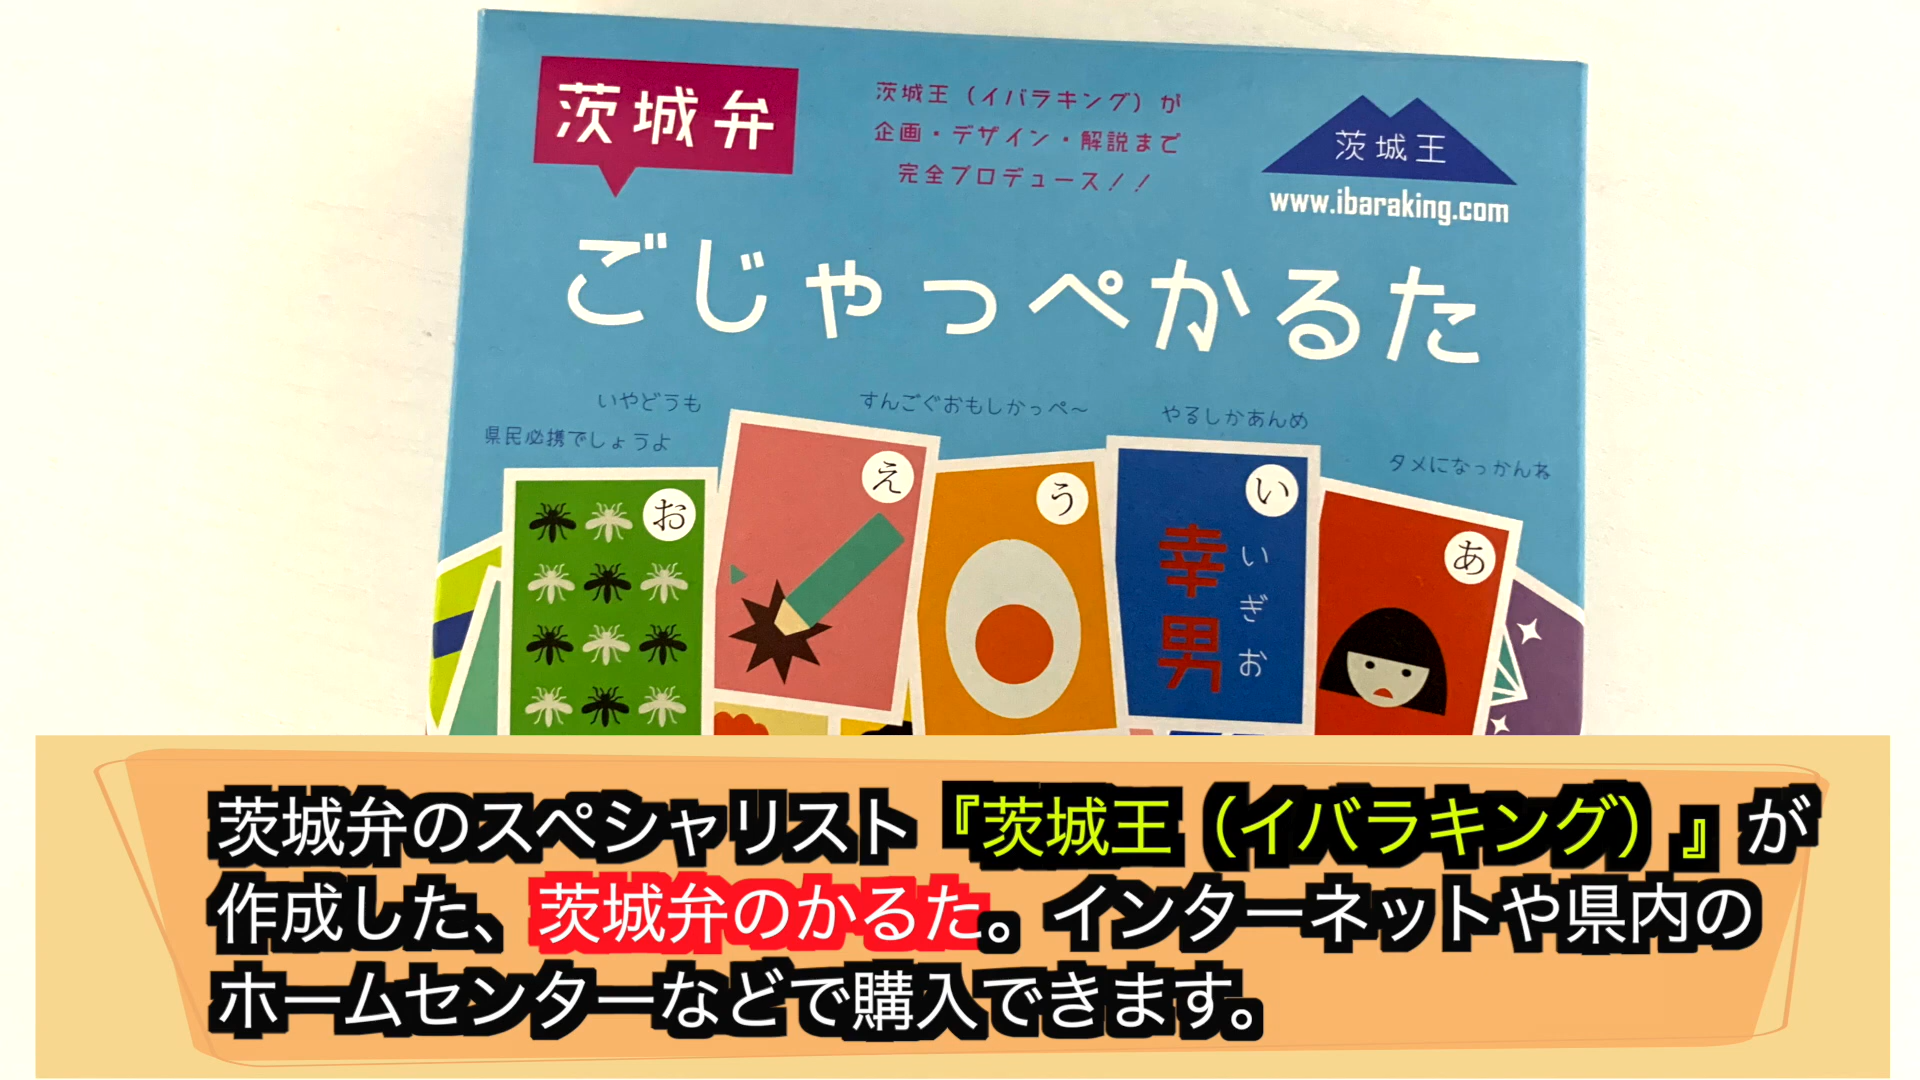 茨城弁
茨城王（イバラキング）が
企画・デザイン・解説まで
完全プロデュース！！
茨城王
www.ibaraking.com
ごじゃっぺかるた
いやどうも
県民必携でしょうよ
すんごぐおもしかっぺ～
やるしかあんめ
タメになっかんね
お
え
う
い
幸男
いぎお
あ
茨城弁のスペシャリスト『茨城王（イバラキング）』が
作成した、茨城弁のかるた。インターネットや県内の
ホームセンターなどで購入できます。